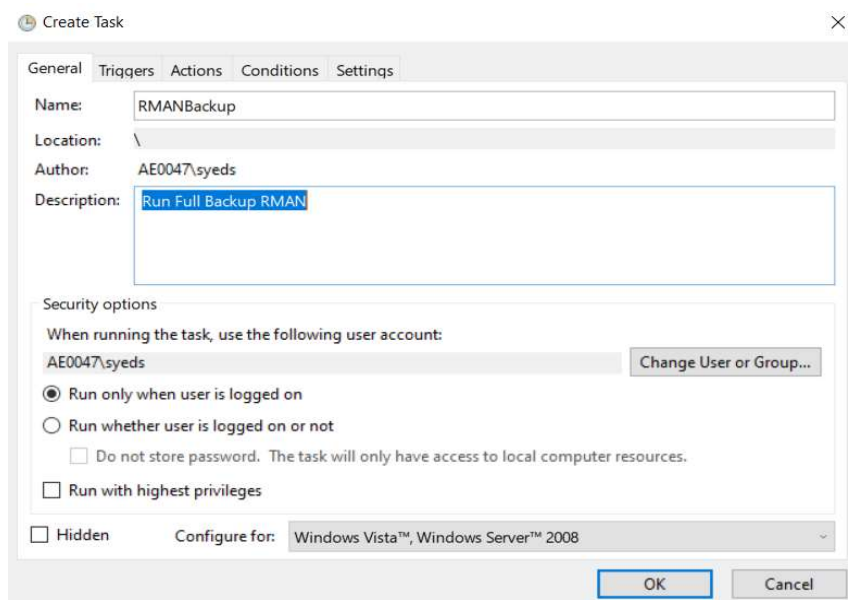 Create Task
General Triggers Actions Conditions Settings
Name: RMANBackup
Location: \
Author: AE0047\syeds
Description: Run Full Backup RMAN
Security options
When running the task, use the following user account:
AE0047\syeds Change User or Group...
Run only when user is logged on
Run whether user is logged on or not
Do not store password. The task will only have access to local computer resources.
Run with highest privileges
Hidden Configure for: Windows Vista™, Windows Server™ 2008
OK Cancel